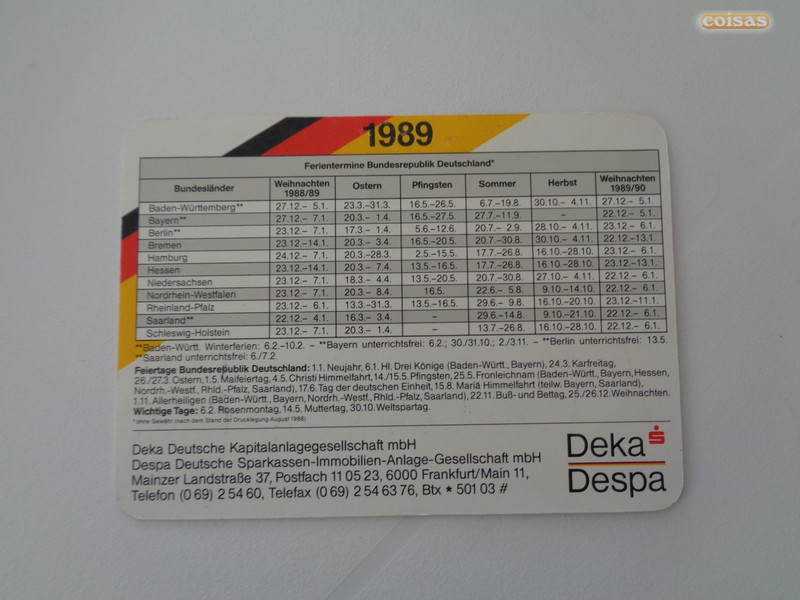 coisas
1989
Ferientermine Bundesrepublik Deutschland*
Bundesländer Weihnachten 1988/89 Ostern Pfingsten Sommer Herbst Weihnachten 1989/90
Baden-Württemberg** 27.12.– 5.1. 23.3.–31.3. 16.5.–26.5. 6.7.–19.8. 30.10.– 4.11. 27.12.– 5.1.
Bayern** 27.12.– 7.1. 20.3.– 1.4. 16.5.–27.5. 27.7.–11.9. – 22.12.– 5.1.
Berlin** 23.12.– 7.1. 17.3.– 1.4. 5.6.–12.6. 20.7.– 2.9. 28.10.– 4.11. 23.12.– 6.1.
Bremen 23.12.–14.1. 20.3.– 3.4. 16.5.–20.5. 20.7.–30.8. 30.10.– 4.11. 22.12.–13.1.
Hamburg 24.12.– 7.1. 20.3.–28.3. 2.5.–15.5. 17.7.–26.8. 16.10.–28.10. 23.12.– 6.1.
Hessen 23.12.–14.1. 20.3.– 7.4. 13.5.–16.5. 17.7.–26.8. 16.10.–28.10. 23.12.–13.1.
Niedersachsen 23.12.– 7.1. 18.3.– 4.4. 13.5.–20.5. 20.7.–30.8. 27.10.– 4.11. 22.12.– 6.1.
Nordrhein-Westfalen 23.12.– 7.1. 20.3.– 8.4. 16.5. 22.6.– 5.8. 9.10.–14.10. 22.12.– 6.1.
Rheinland-Pfalz 23.12.– 6.1. 13.3.–31.3. 13.5.–16.5. 29.6.– 9.8. 16.10.–20.10. 23.12.–11.1.
Saarland** 22.12.– 4.1. 16.3.– 3.4. – 29.6.–14.8. 9.10.–21.10. 22.12.– 6.1.
Schleswig-Holstein 23.12.– 7.1. 20.3.– 1.4. – 13.7.–26.8. 16.10.–28.10. 22.12.– 6.1.
**Baden-Württ. Winterferien: 6.2.–10.2. – **Bayern unterrichtsfrei: 6.2.; 30./31.10.; 2./3.11. – **Berlin unterrichtsfrei: 13.5.
**Saarland unterrichtsfrei: 6./7.2.
Feiertage Bundesrepublik Deutschland: 1.1. Neujahr, 6.1. Hl. Drei Könige (Baden-Württ., Bayern), 24.3. Karfreitag,
26./27.3. Ostern, 1.5. Maifeiertag, 4.5. Christi Himmelfahrt, 14./15.5. Pfingsten, 25.5. Fronleichnam (Baden-Württ., Bayern, Hessen,
Nordrh.-Westf., Rhld.-Pfalz, Saarland), 17.6. Tag der deutschen Einheit, 15.8. Mariä Himmelfahrt (teilw. Bayern, Saarland),
1.11. Allerheiligen (Baden-Württ., Bayern, Nordrh.-Westf., Rhld.-Pfalz, Saarland), 22.11. Buß- und Bettag, 25./26.12. Weihnachten.
Wichtige Tage: 6.2. Rosenmontag, 14.5. Muttertag, 30.10. Weltspartag.
*ohne Gewähr (nach dem Stand der Drucklegung August 1988)
Deka Deutsche Kapitalanlagegesellschaft mbH
Despa Deutsche Sparkassen-Immobilien-Anlage-Gesellschaft mbH
Mainzer Landstraße 37, Postfach 11 05 23, 6000 Frankfurt/Main 11,
Telefon (0 69) 2 54 60, Telefax (0 69) 2 54 63 76, Btx * 501 03 #
Deka
Despa